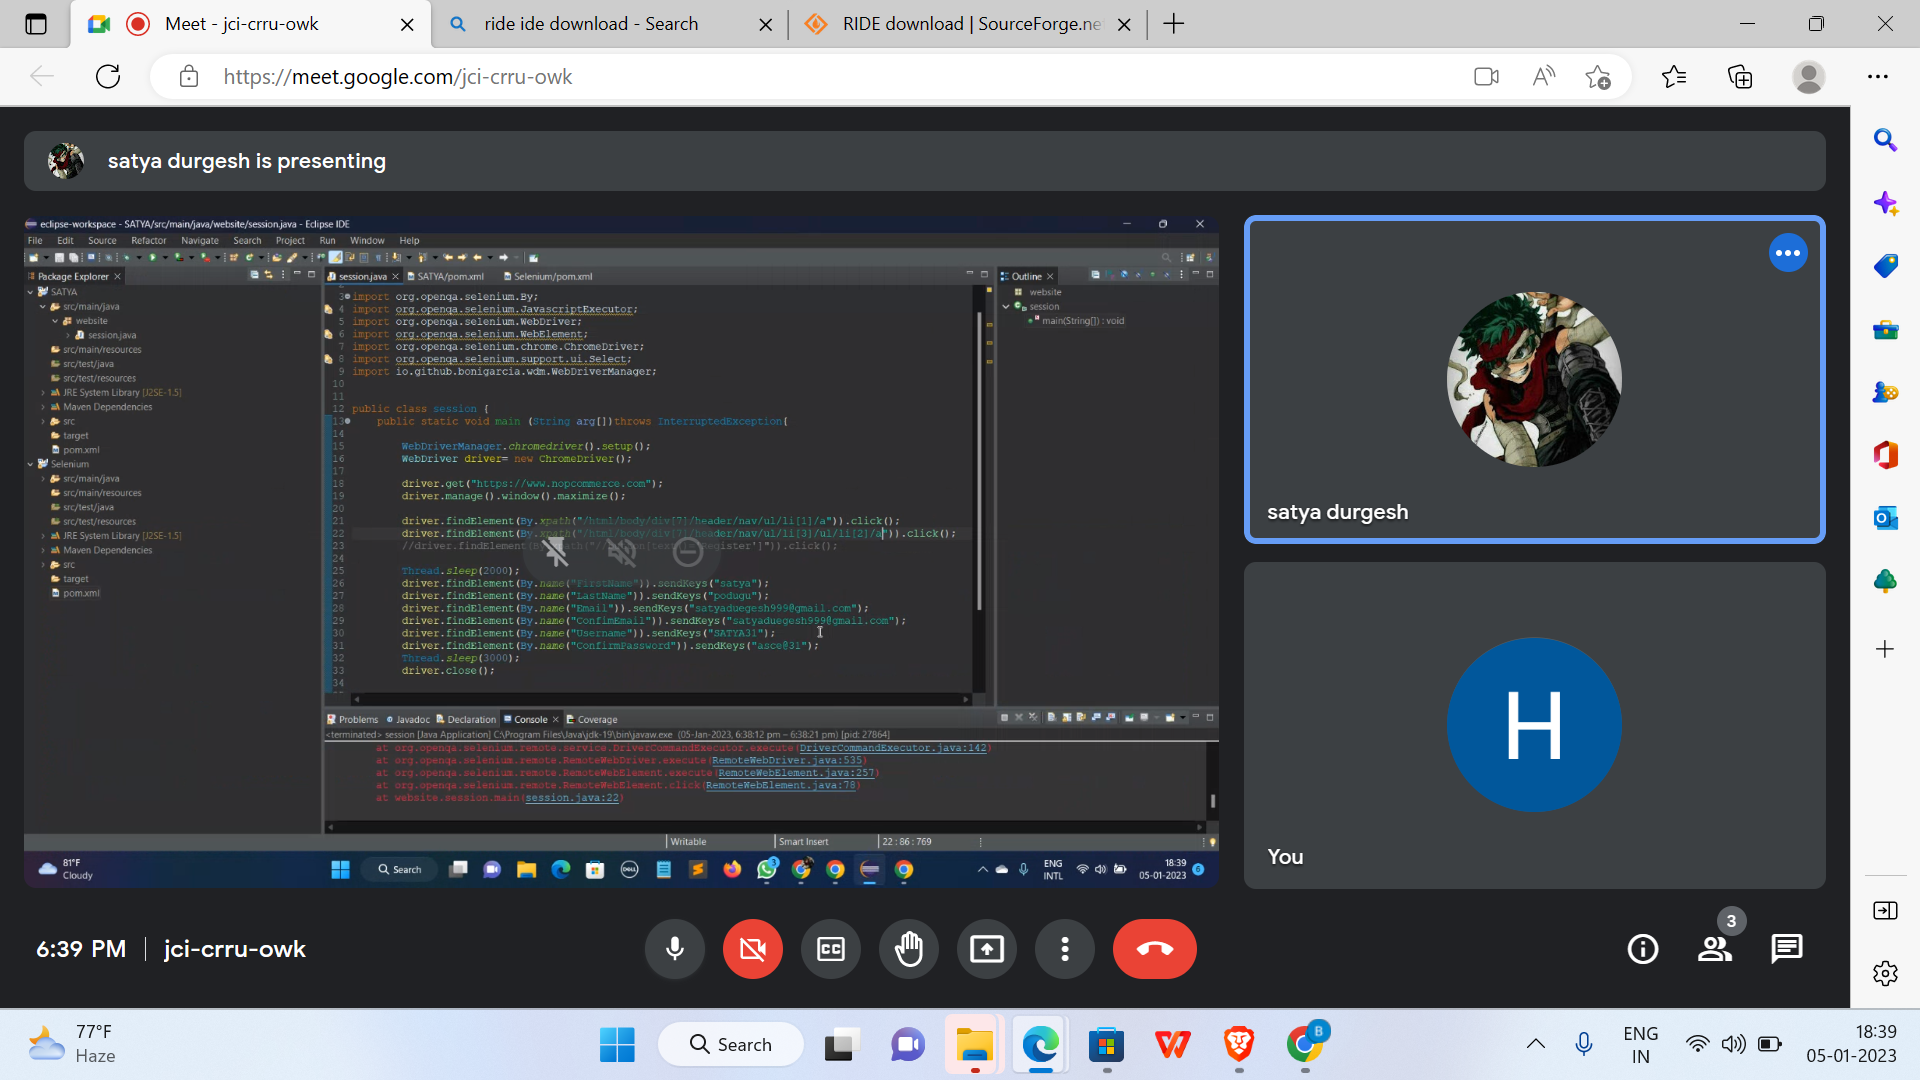 Meet - jci-crru-owk
ride ide download - Search
RIDE download | SourceForge.ne
https://meet.google.com/jci-crru-owk
satya durgesh is presenting
eclipse-workspace - SATYA/src/main/java/website/session.java - Eclipse IDE
File Edit Source Refactor Navigate Search Project Run Window Help
Package Explorer
session.java SATYA/pom.xml Selenium/pom.xml
Outline
SATYA
src/main/java
website
session.java
src/main/resources
src/test/java
src/test/resources
JRE System Library [J2SE-1.5]
Maven Dependencies
src
target
pom.xml
Selenium
src/main/java
src/main/resources
src/test/java
src/test/resources
JRE System Library [J2SE-1.5]
Maven Dependencies
src
target
pom.xml
3 import org.openqa.selenium.By;
4 import org.openqa.selenium.JavascriptExecutor;
5 import org.openqa.selenium.WebDriver;
6 import org.openqa.selenium.WebElement;
7 import org.openqa.selenium.chrome.ChromeDriver;
8 import org.openqa.selenium.support.ui.Select;
9 import io.github.bonigarcia.wdm.WebDriverManager;
10
11
12 public class session {
13 public static void main (String arg[])throws InterruptedException{
14
15 WebDriverManager.chromedriver().setup();
16 WebDriver driver= new ChromeDriver();
17
18 driver.get("https://www.nopcommerce.com");
19 driver.manage().window().maximize();
20
21 driver.findElement(By.xpath("/html/body/div[7]/header/nav/ul/li[1]/a")).click();
22 driver.findElement(By.xpath("/html/body/div[7]/header/nav/ul/li[3]/ul/li[2]/a")).click();
23 //driver.findElement(By.xpath("//
Register']")).click();
24
25 Thread.sleep(2000);
26 driver.findElement(By.name("FirstName")).sendKeys("satya");
27 driver.findElement(By.name("LastName")).sendKeys("podugu");
28 driver.findElement(By.name("Email")).sendKeys("satyaduegesh999@gmail.com");
29 driver.findElement(By.name("ConfimEmail")).sendKeys("satyaduegesh999@gmail.com");
30 driver.findElement(By.name("Username")).sendKeys("SATYA31");
31 driver.findElement(By.name("ConfirmPassword")).sendKeys("asce@31");
32 Thread.sleep(3000);
33 driver.close();
34
website
session
main(String[]) : void
Problems Javadoc Declaration Console Coverage
<terminated> session [Java Application] C:\Program Files\Java\jdk-19\bin\javaw.exe (05-Jan-2023, 6:38:12 pm – 6:38:21 pm) [pid: 27864]
at org.openqa.selenium.remote.service.DriverCommandExecutor.execute(DriverCommandExecutor.java:142)
at org.openqa.selenium.remote.RemoteWebDriver.execute(RemoteWebDriver.java:535)
at org.openqa.selenium.remote.RemoteWebElement.execute(RemoteWebElement.java:257)
at org.openqa.selenium.remote.RemoteWebElement.click(RemoteWebElement.java:78)
at website.session.main(session.java:22)
Writable Smart Insert 22 : 86 : 769
81°F
Cloudy
Search
3
DELL
ENG
INTL
18:39
05-01-2023
6
satya durgesh
H
You
6:39 PM | jci-crru-owk
CC
3
77°F
Haze
Search
B
ENG
IN
18:39
05-01-2023